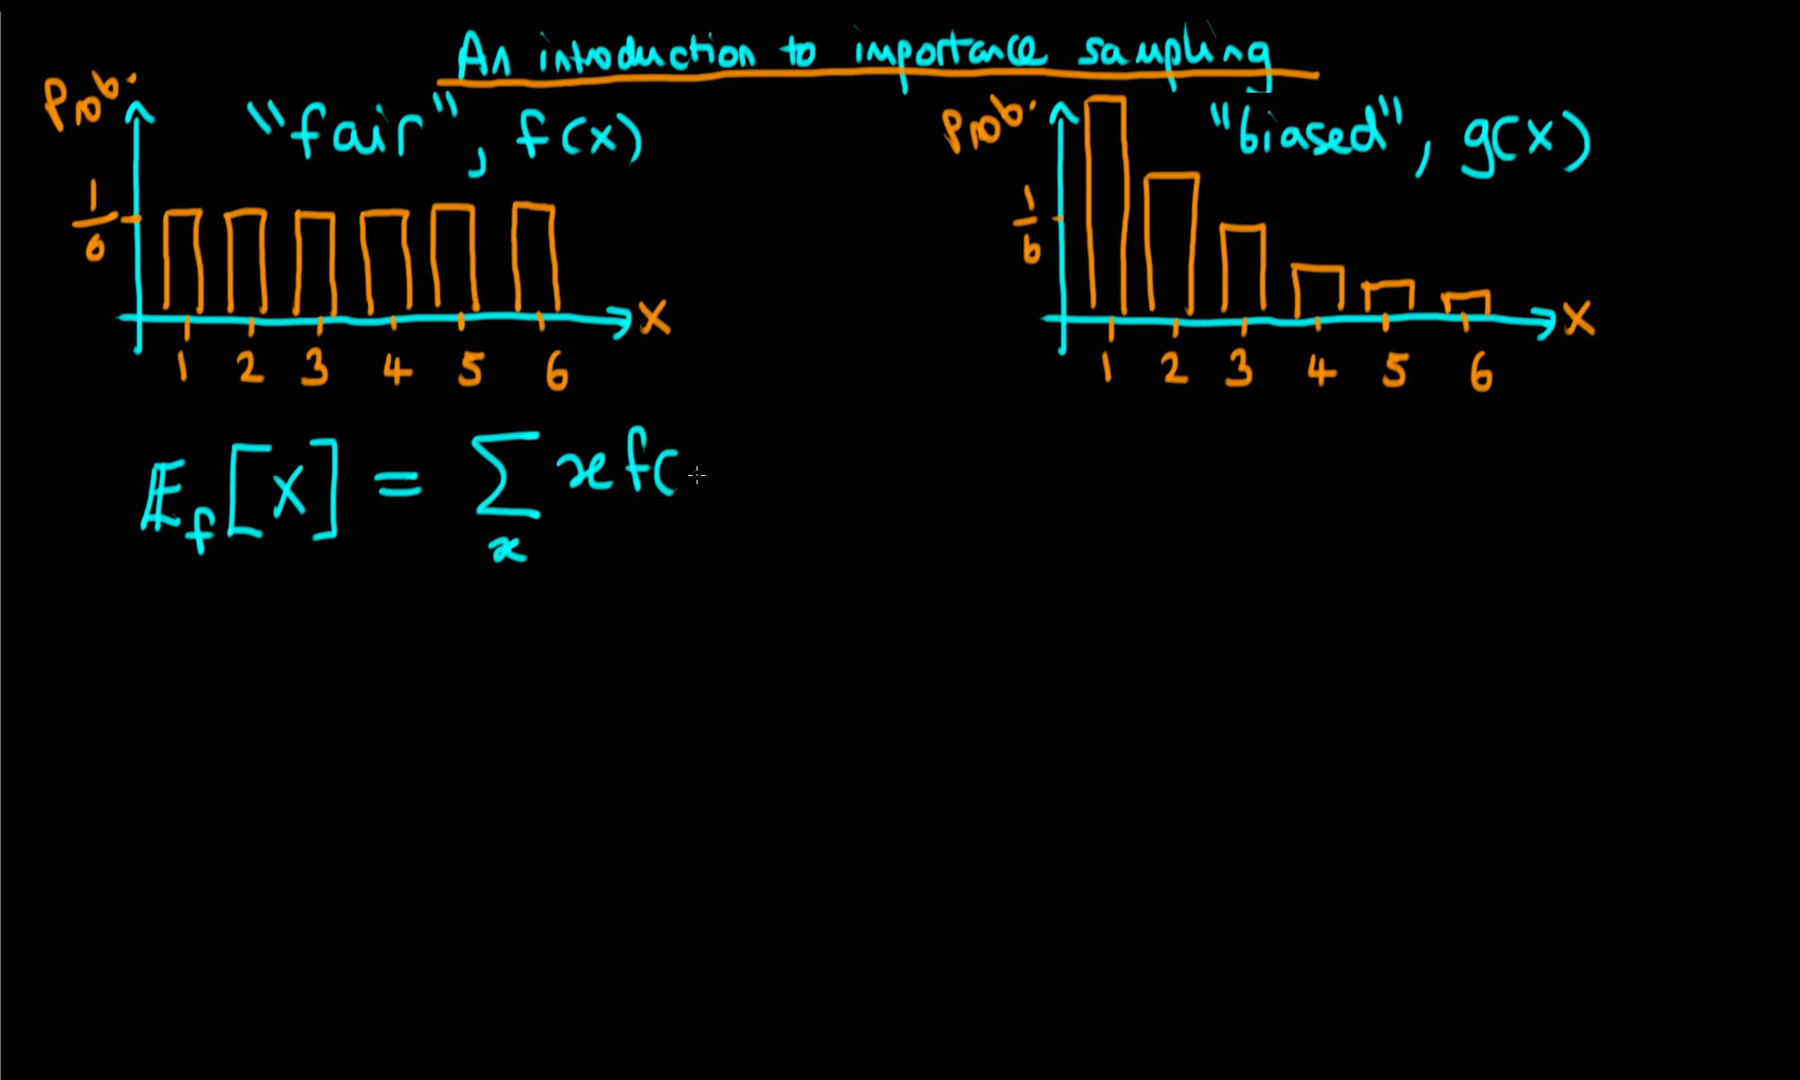 An introduction to importance sampling
Prob.
"fair", f(x)
1/6
X
1 2 3 4 5 6
Prob.
"biased", g(x)
1/6
X
1 2 3 4 5 6
𝔼_f[X] = ∑_x x f(